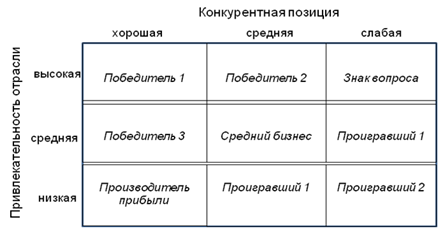 Конкурентная позиция
хорошая средняя слабая
Привлекательность отрасли
высокая Победитель 1 Победитель 2 Знак вопроса
средняя Победитель 3 Средний бизнес Проигравший 1
низкая Производитель прибыли Проигравший 1 Проигравший 2